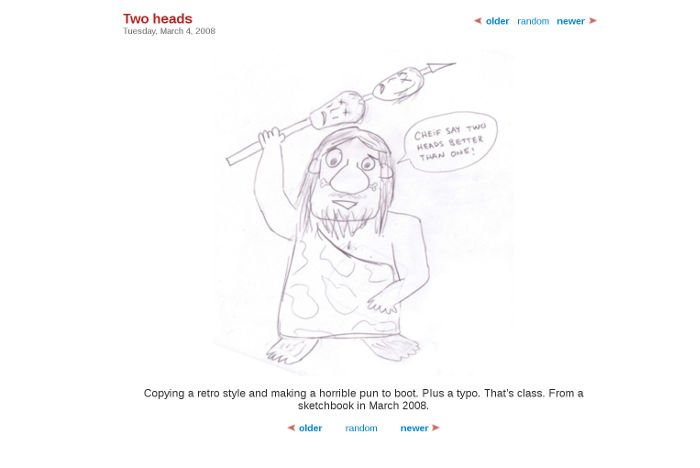 Two heads
older random newer
Tuesday, March 4, 2008
CHEIF SAY TWO
HEADS BETTER
THAN ONE!
Copying a retro style and making a horrible pun to boot. Plus a typo. That's class. From a
sketchbook in March 2008.
older random newer